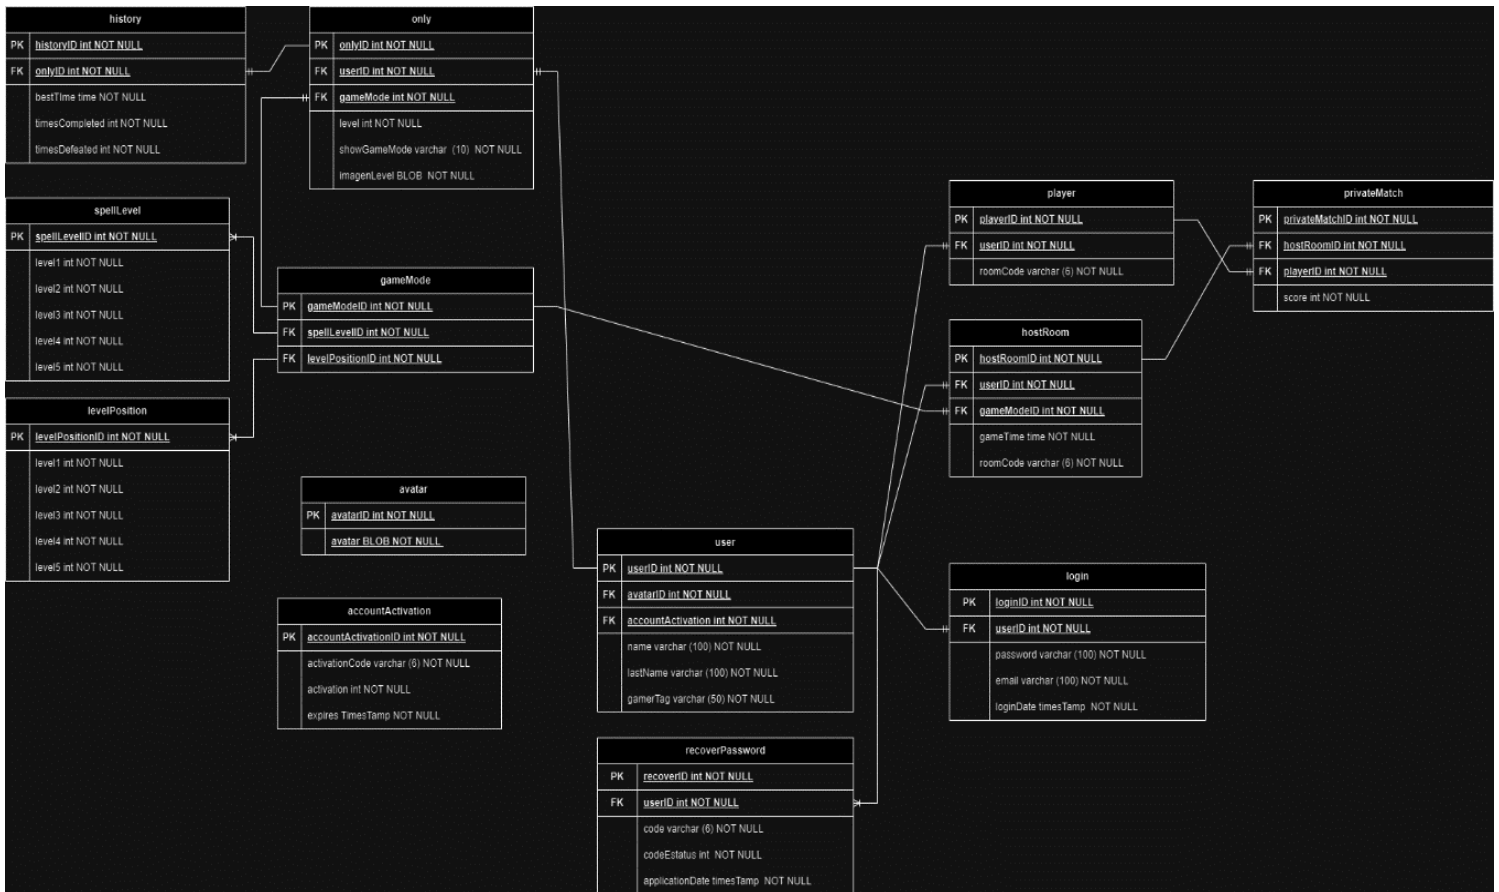 history
PK historyID int NOT NULL
FK onlyID int NOT NULL
bestTIme time NOT NULL
timesCompleted int NOT NULL
timesDefeated int NOT NULL
only
PK onlyID int NOT NULL
FK userID int NOT NULL
FK gameMode int NOT NULL
level int NOT NULL
showGameMode varchar (10) NOT NULL
imagenLevel BLOB NOT NULL
spellLevel
PK spellLevelID int NOT NULL
level1 int NOT NULL
level2 int NOT NULL
level3 int NOT NULL
level4 int NOT NULL
level5 int NOT NULL
gameMode
PK gameModeID int NOT NULL
FK spellLevelID int NOT NULL
FK levelPositionID int NOT NULL
levelPosition
PK levelPositionID int NOT NULL
level1 int NOT NULL
level2 int NOT NULL
level3 int NOT NULL
level4 int NOT NULL
level5 int NOT NULL
avatar
PK avatarID int NOT NULL
avatar BLOB NOT NULL
accountActivation
PK accountActivationID int NOT NULL
activationCode varchar (6) NOT NULL
activation int NOT NULL
expires TimesTamp NOT NULL
user
PK userID int NOT NULL
FK avatarID int NOT NULL
FK accountActivation int NOT NULL
name varchar (100) NOT NULL
lastName varchar (100) NOT NULL
gamerTag varchar (50) NOT NULL
recoverPassword
PK recoverID int NOT NULL
FK userID int NOT NULL
code varchar (6) NOT NULL
codeEstatus int NOT NULL
applicationDate timesTamp NOT NULL
player
PK playerID int NOT NULL
FK userID int NOT NULL
roomCode varchar (6) NOT NULL
privateMatch
PK privateMatchID int NOT NULL
FK hostRoomID int NOT NULL
FK playerID int NOT NULL
score int NOT NULL
hostRoom
PK hostRoomID int NOT NULL
FK userID int NOT NULL
FK gameModeID int NOT NULL
gameTime time NOT NULL
roomCode varchar (6) NOT NULL
login
PK loginID int NOT NULL
FK userID int NOT NULL
password varchar (100) NOT NULL
email varchar (100) NOT NULL
loginDate timesTamp NOT NULL